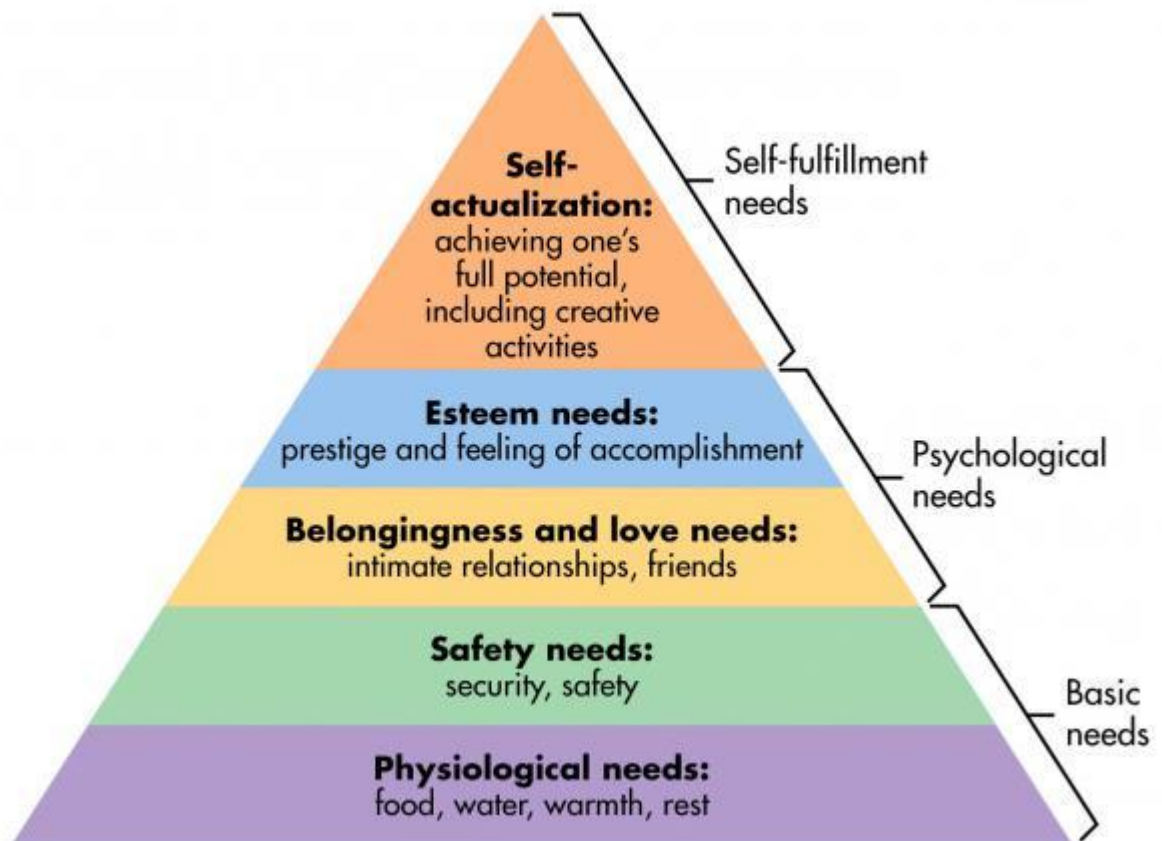 Self-
actualization:
achieving one's
full potential,
including creative
activities
Self-fulfillment
needs
Esteem needs:
prestige and feeling of accomplishment
Belongingness and love needs:
intimate relationships, friends
Psychological
needs
Safety needs:
security, safety
Physiological needs:
food, water, warmth, rest
Basic
needs